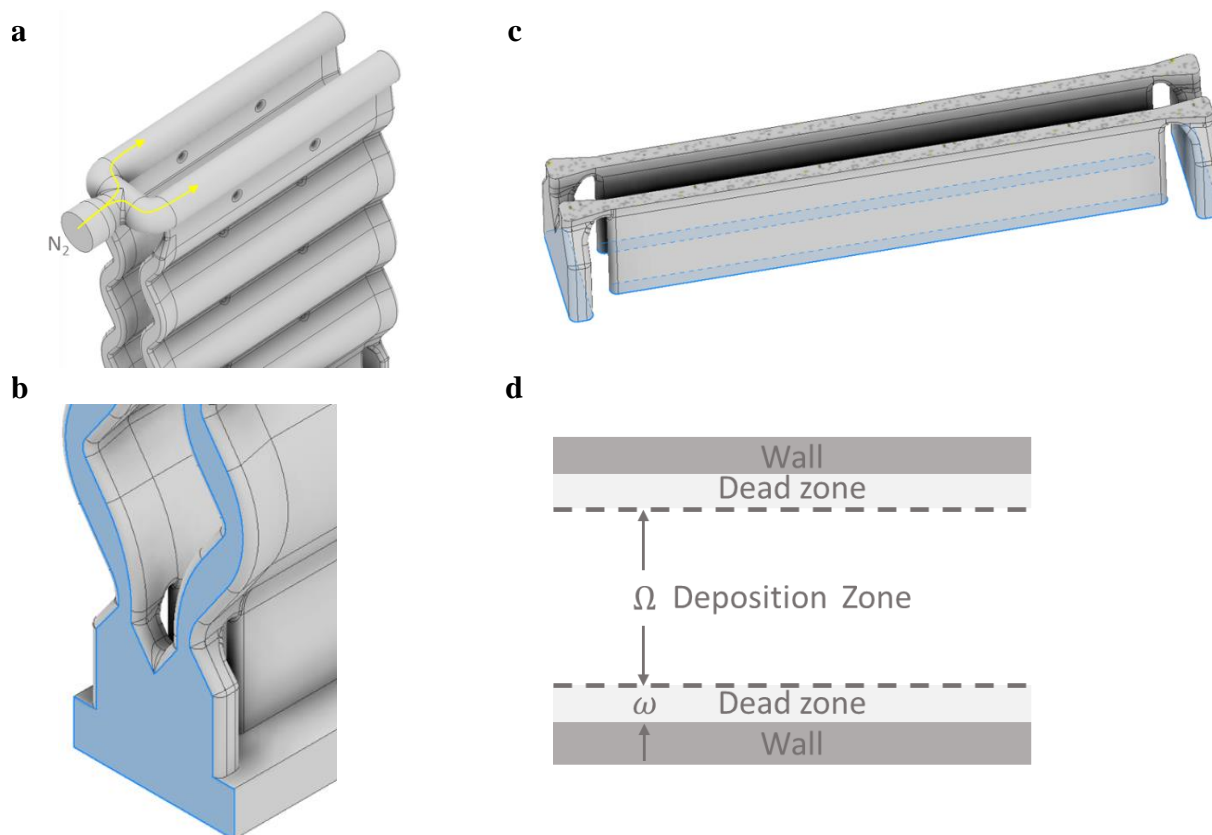 a
N₂
b
c
d
Wall
Dead zone
Ω Deposition Zone
ω Dead zone
Wall